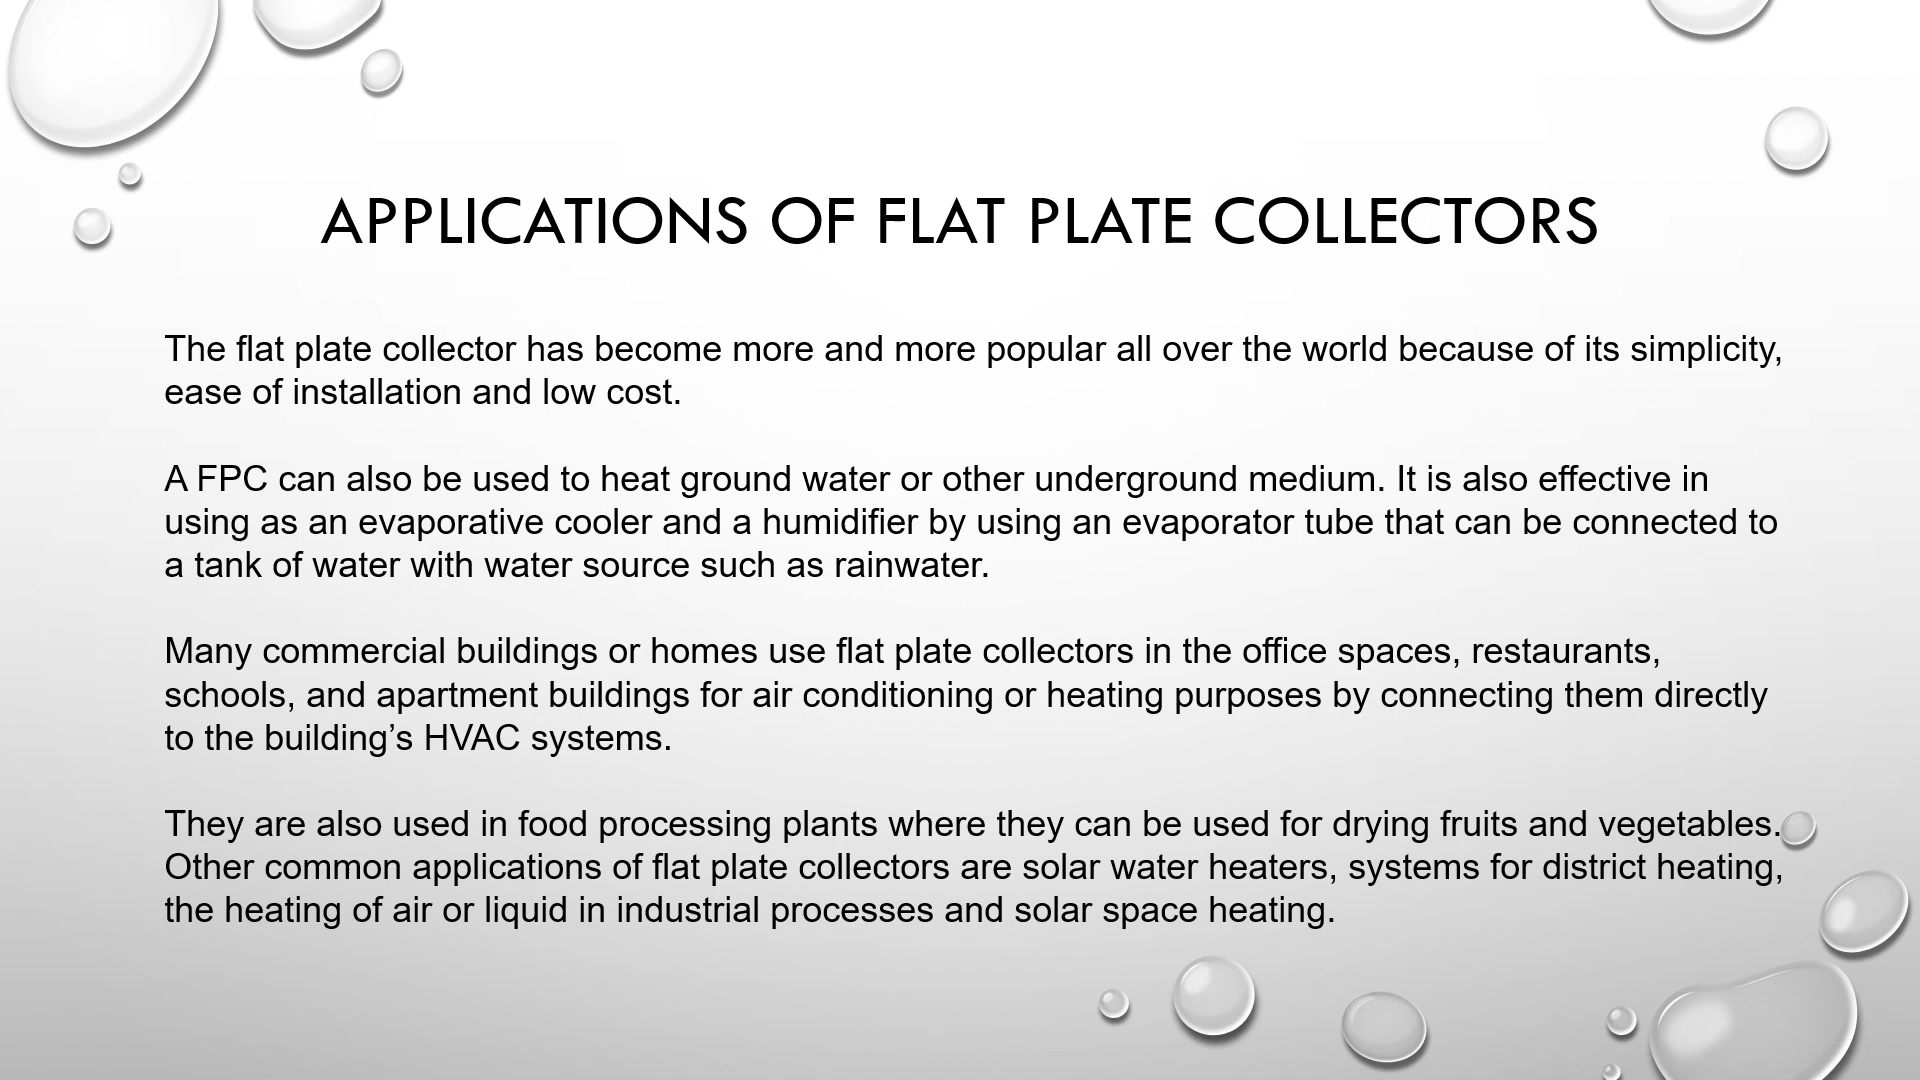 APPLICATIONS OF FLAT PLATE COLLECTORS
The flat plate collector has become more and more popular all over the world because of its simplicity,
ease of installation and low cost.
A FPC can also be used to heat ground water or other underground medium. It is also effective in
using as an evaporative cooler and a humidifier by using an evaporator tube that can be connected to
a tank of water with water source such as rainwater.
Many commercial buildings or homes use flat plate collectors in the office spaces, restaurants,
schools, and apartment buildings for air conditioning or heating purposes by connecting them directly
to the building’s HVAC systems.
They are also used in food processing plants where they can be used for drying fruits and vegetables.
Other common applications of flat plate collectors are solar water heaters, systems for district heating,
the heating of air or liquid in industrial processes and solar space heating.